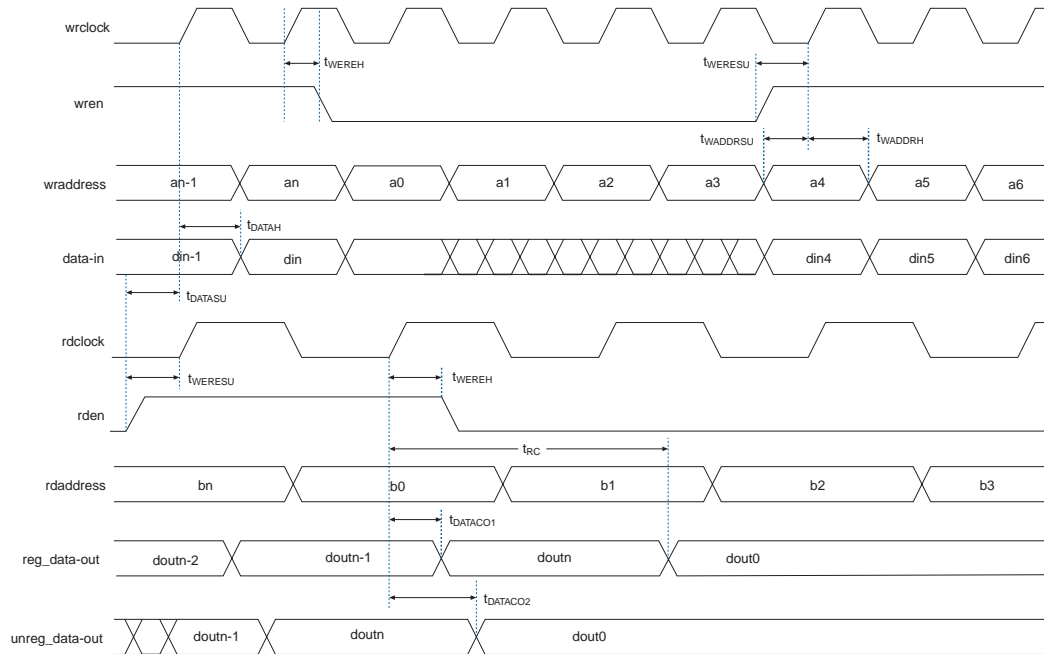 wrclock
tWEREH
tWERESU
wren
tWADDRSU
tWADDRH
wraddress
an-1 an a0 a1 a2 a3 a4 a5 a6
tDATAH
data-in
din-1 din din4 din5 din6
tDATASU
rdclock
tWERESU
tWEREH
rden
tRC
rdaddress
bn b0 b1 b2 b3
tDATACO1
reg_data-out
doutn-2 doutn-1 doutn dout0
tDATACO2
unreg_data-out
doutn-1 doutn dout0